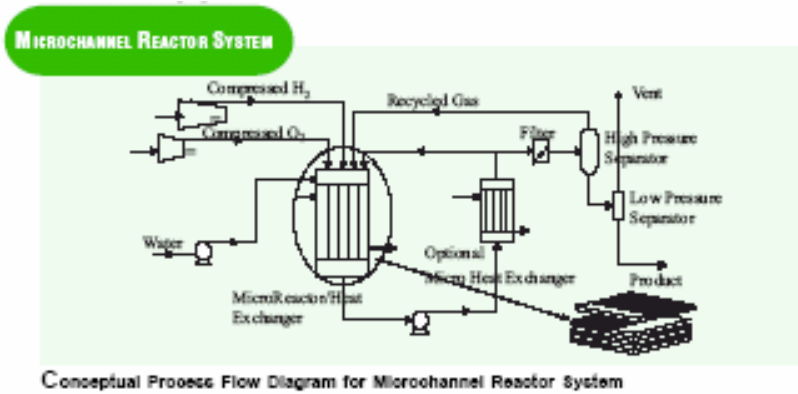 MICROCHANNEL REACTOR SYSTEM
Compressed H2
Compressed O2
Recycled Gas
Vent
Filter
High Pressure
Separator
Low Pressure
Separator
Water
Optional
Micro Heat Exchanger
Product
MicroReactor/Heat
Exchanger
Conceptual Process Flow Diagram for Microchannel Reactor System